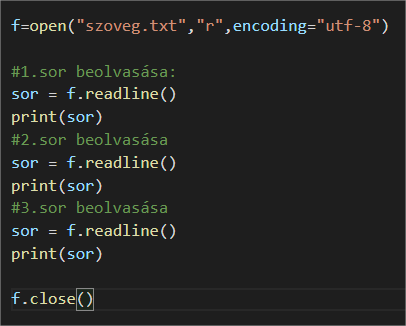 f=open("szoveg.txt","r",encoding="utf-8")
#1.sor beolvasása:
sor = f.readline()
print(sor)
#2.sor beolvasása
sor = f.readline()
print(sor)
#3.sor beolvasása
sor = f.readline()
print(sor)
f.close()